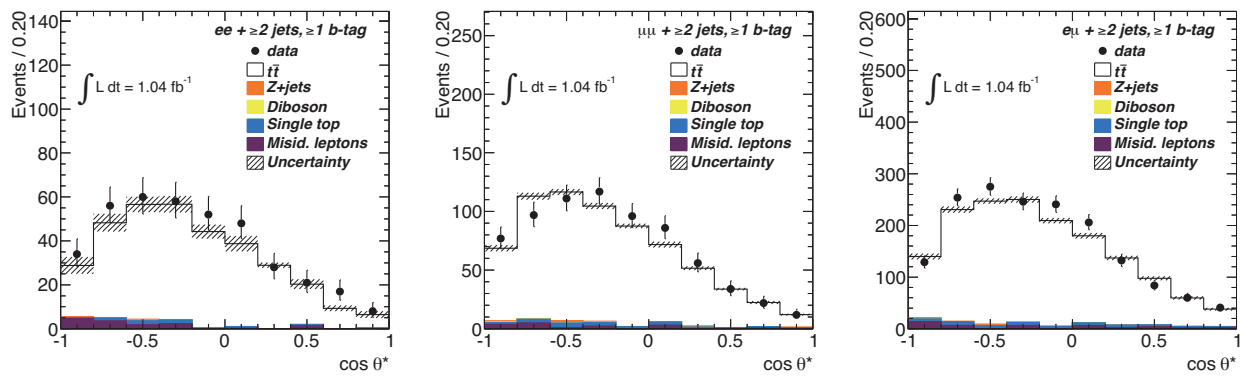 Events / 0.20
140
120
100
80
60
40
20
0
-1
-0.5
0
0.5
1
cos θ*
ee + ≥2 jets, ≥1 b-tag
data
tt̄
Z+jets
Diboson
Single top
Misid. leptons
Uncertainty
∫ L dt = 1.04 fb⁻¹
Events / 0.20
250
200
150
100
50
0
-1
-0.5
0
0.5
1
cos θ*
μμ + ≥2 jets, ≥1 b-tag
data
tt̄
Z+jets
Diboson
Single top
Misid. leptons
Uncertainty
∫ L dt = 1.04 fb⁻¹
Events / 0.20
600
500
400
300
200
100
0
-1
-0.5
0
0.5
1
cos θ*
eμ + ≥2 jets, ≥1 b-tag
data
tt̄
Z+jets
Diboson
Single top
Misid. leptons
Uncertainty
∫ L dt = 1.04 fb⁻¹